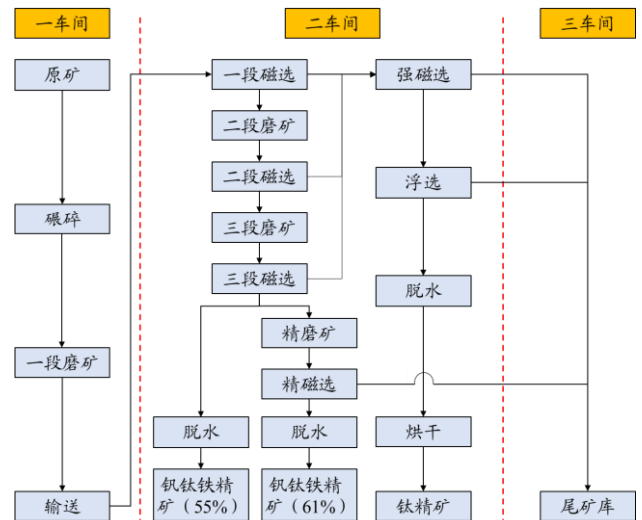 一车间
二车间
三车间
原矿
一段磁选
强磁选
二段磨矿
二段磁选
浮选
碾碎
三段磨矿
三段磁选
脱水
精磨矿
一段磨矿
精磁选
脱水
脱水
烘干
输送
钒钛铁精
矿（55%）
钒钛铁精
矿（61%）
钛精矿
尾矿库